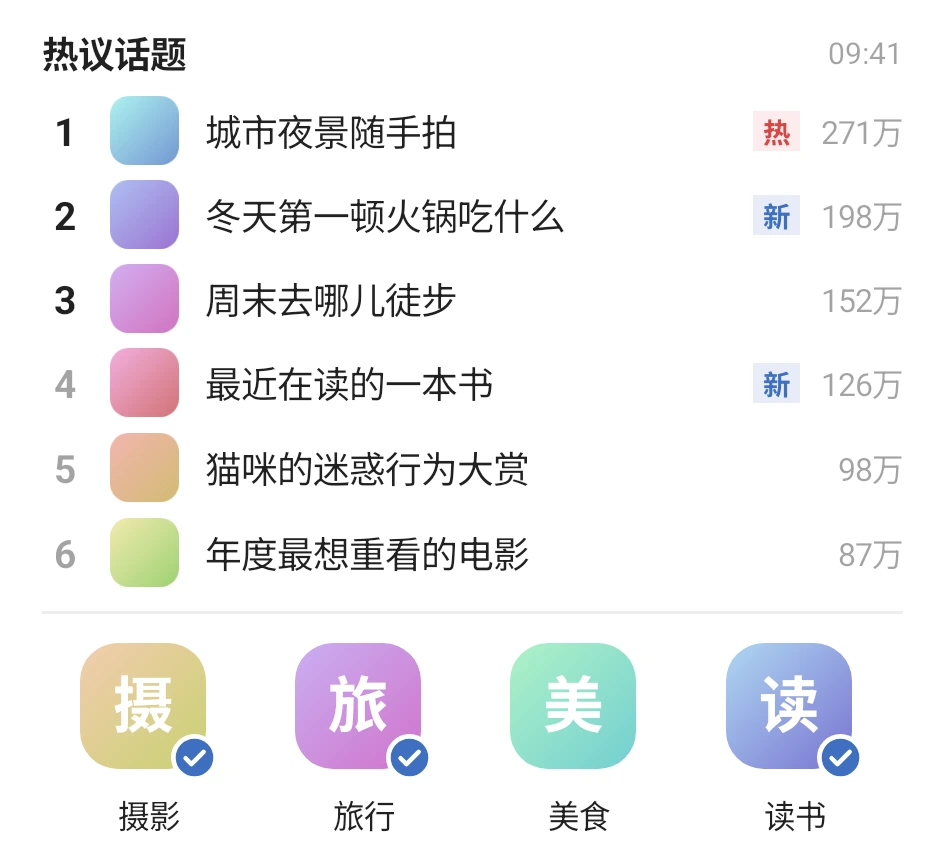 热议话题 09:41
1 城市夜景随手拍 热 271万
2 冬天第一顿火锅吃什么 新 198万
3 周末去哪儿徒步 152万
4 最近在读的一本书 新 126万
5 猫咪的迷惑行为大赏 98万
6 年度最想重看的电影 87万
摄 旅 美 读
摄影 旅行 美食 读书